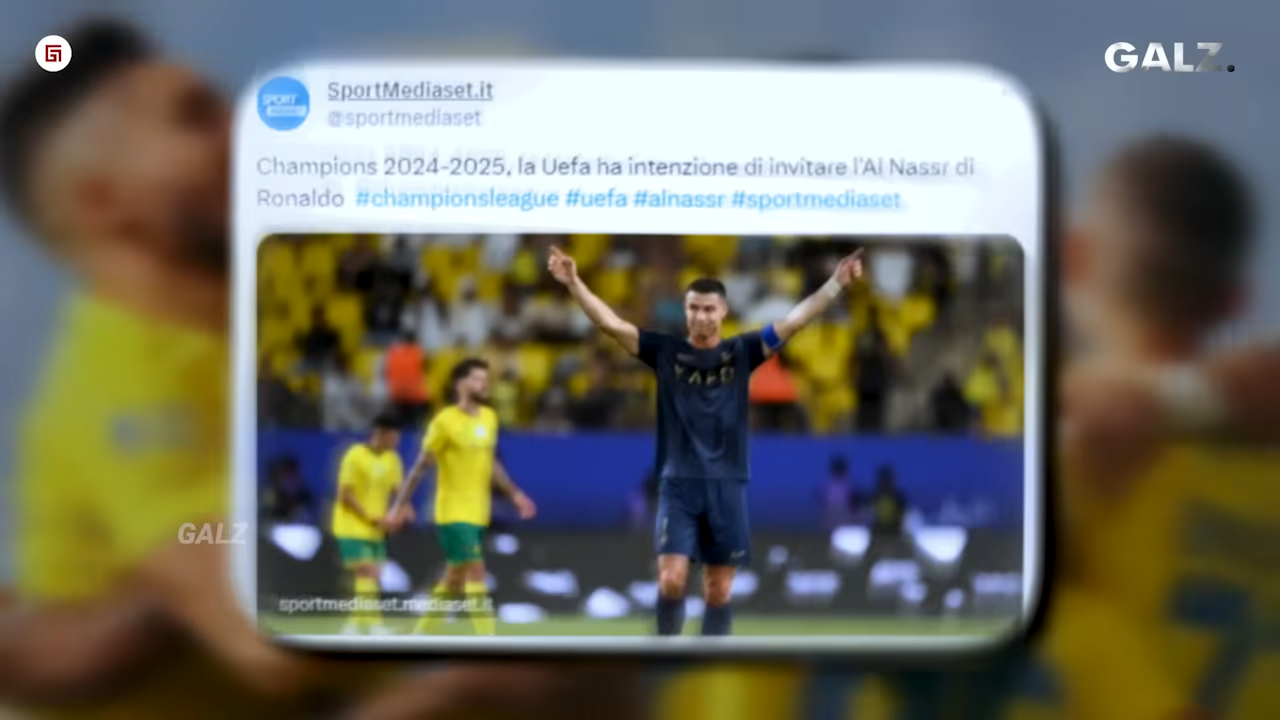 GALZ.
SportMediaset.it
@sportmediaset
Champions 2024-2025, la Uefa ha intenzione di invitare l'Al Nassr di
Ronaldo #championsleague #uefa #alnassr #sportmediaset
SPORT
GALZ
sportmediaset.mediaset.it